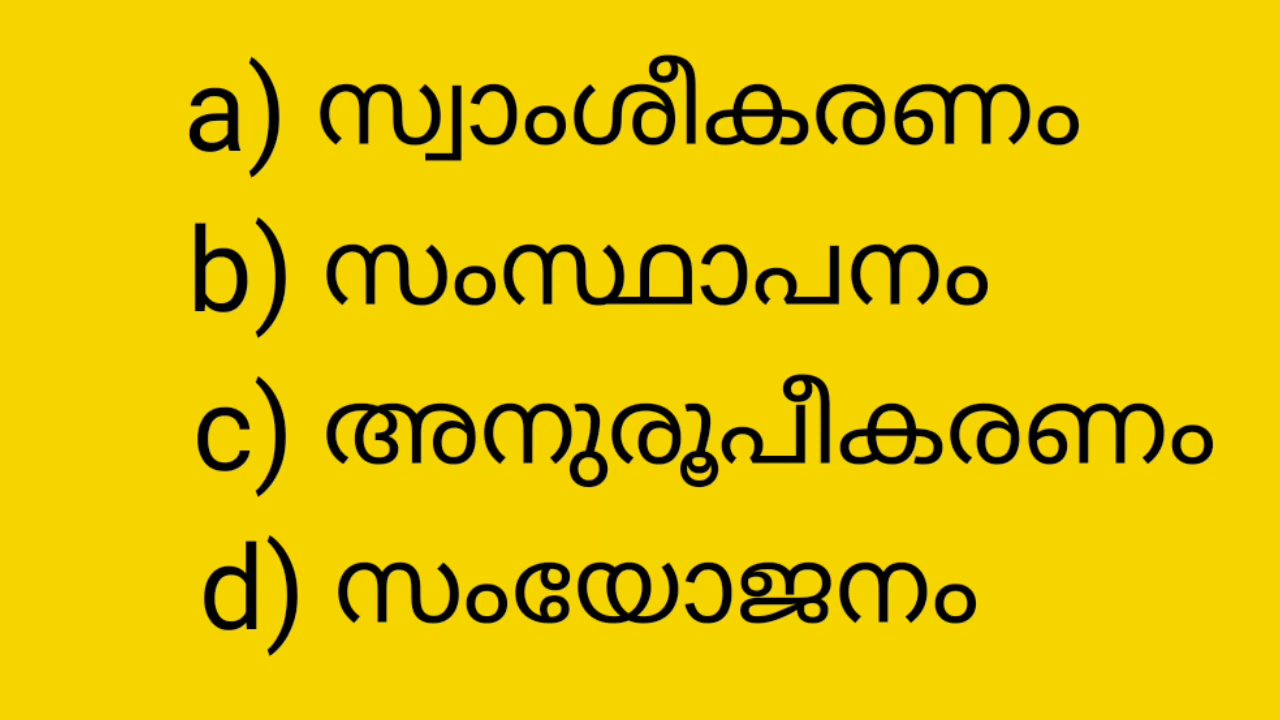 a) സ്വാംശീകരണം
b) സംസ്ഥാപനം
c) അനുരൂപീകരണം
d) സംയോജനം